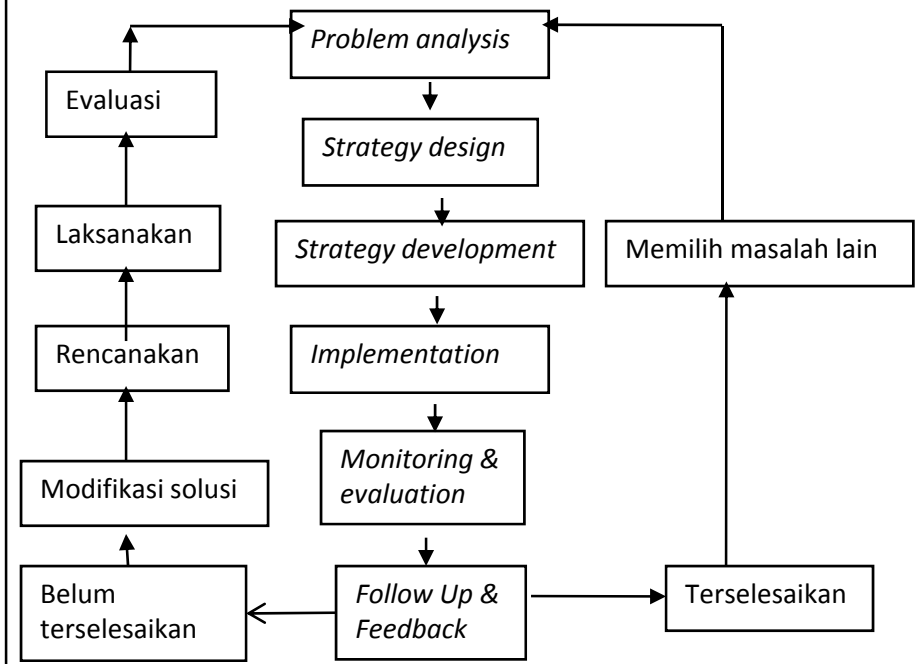 Problem analysis
Evaluasi
Strategy design
Laksanakan
Strategy development
Memilih masalah lain
Rencanakan
Implementation
Modifikasi solusi
Monitoring &
evaluation
Belum
terselesaikan
Follow Up &
Feedback
Terselesaikan